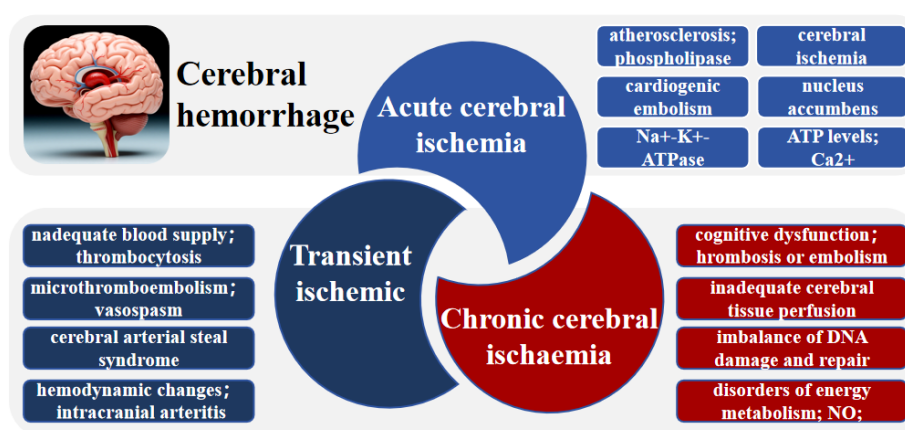 Cerebral
hemorrhage
Acute cerebral
ischemia
atherosclerosis;
phospholipase
cerebral
ischemia
cardiogenic
embolism
nucleus
accumbens
Na+-K+-
ATPase
ATP levels;
Ca2+
nadequate blood supply;
thrombocytosis
microthromboembolism;
vasospasm
cerebral arterial steal
syndrome
hemodynamic changes;
intracranial arteritis
Transient
ischemic
Chronic cerebral
ischaemia
cognitive dysfunction;
hrombosis or embolism
inadequate cerebral
tissue perfusion
imbalance of DNA
damage and repair
disorders of energy
metabolism; NO;